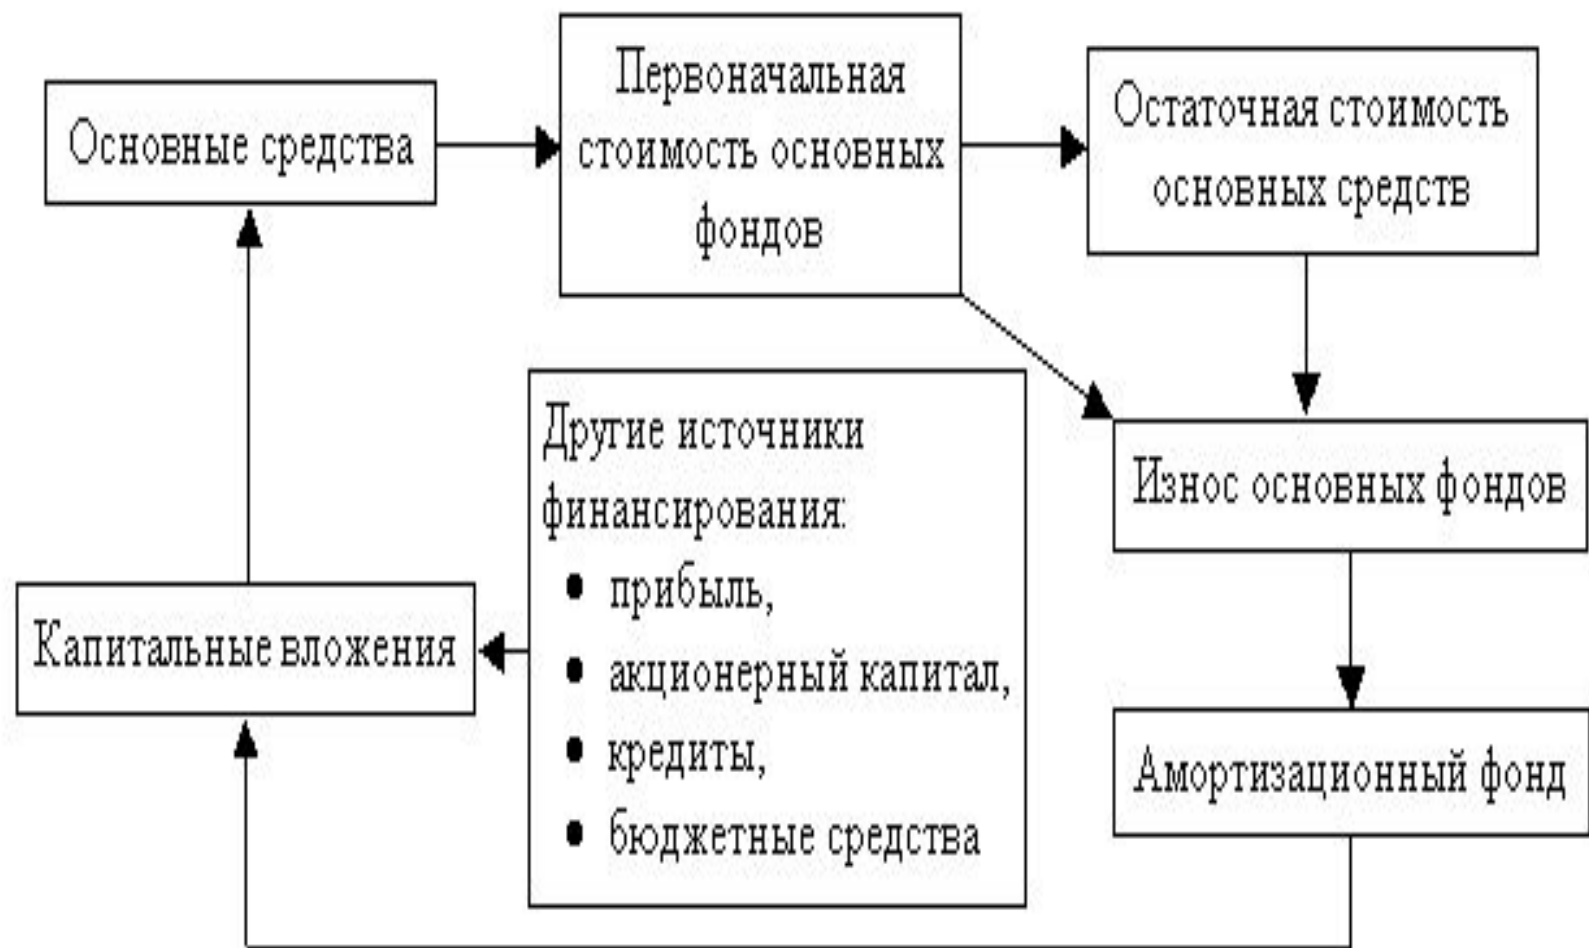 Основные средства
Первоначальная
стоимость основных
фондов
Остаточная стоимость
основных средств
Износ основных фондов
Амортизационный фонд
Другие источники
финансирования:
• прибыль,
• акционерный капитал,
• кредиты,
• бюджетные средства
Капитальные вложения